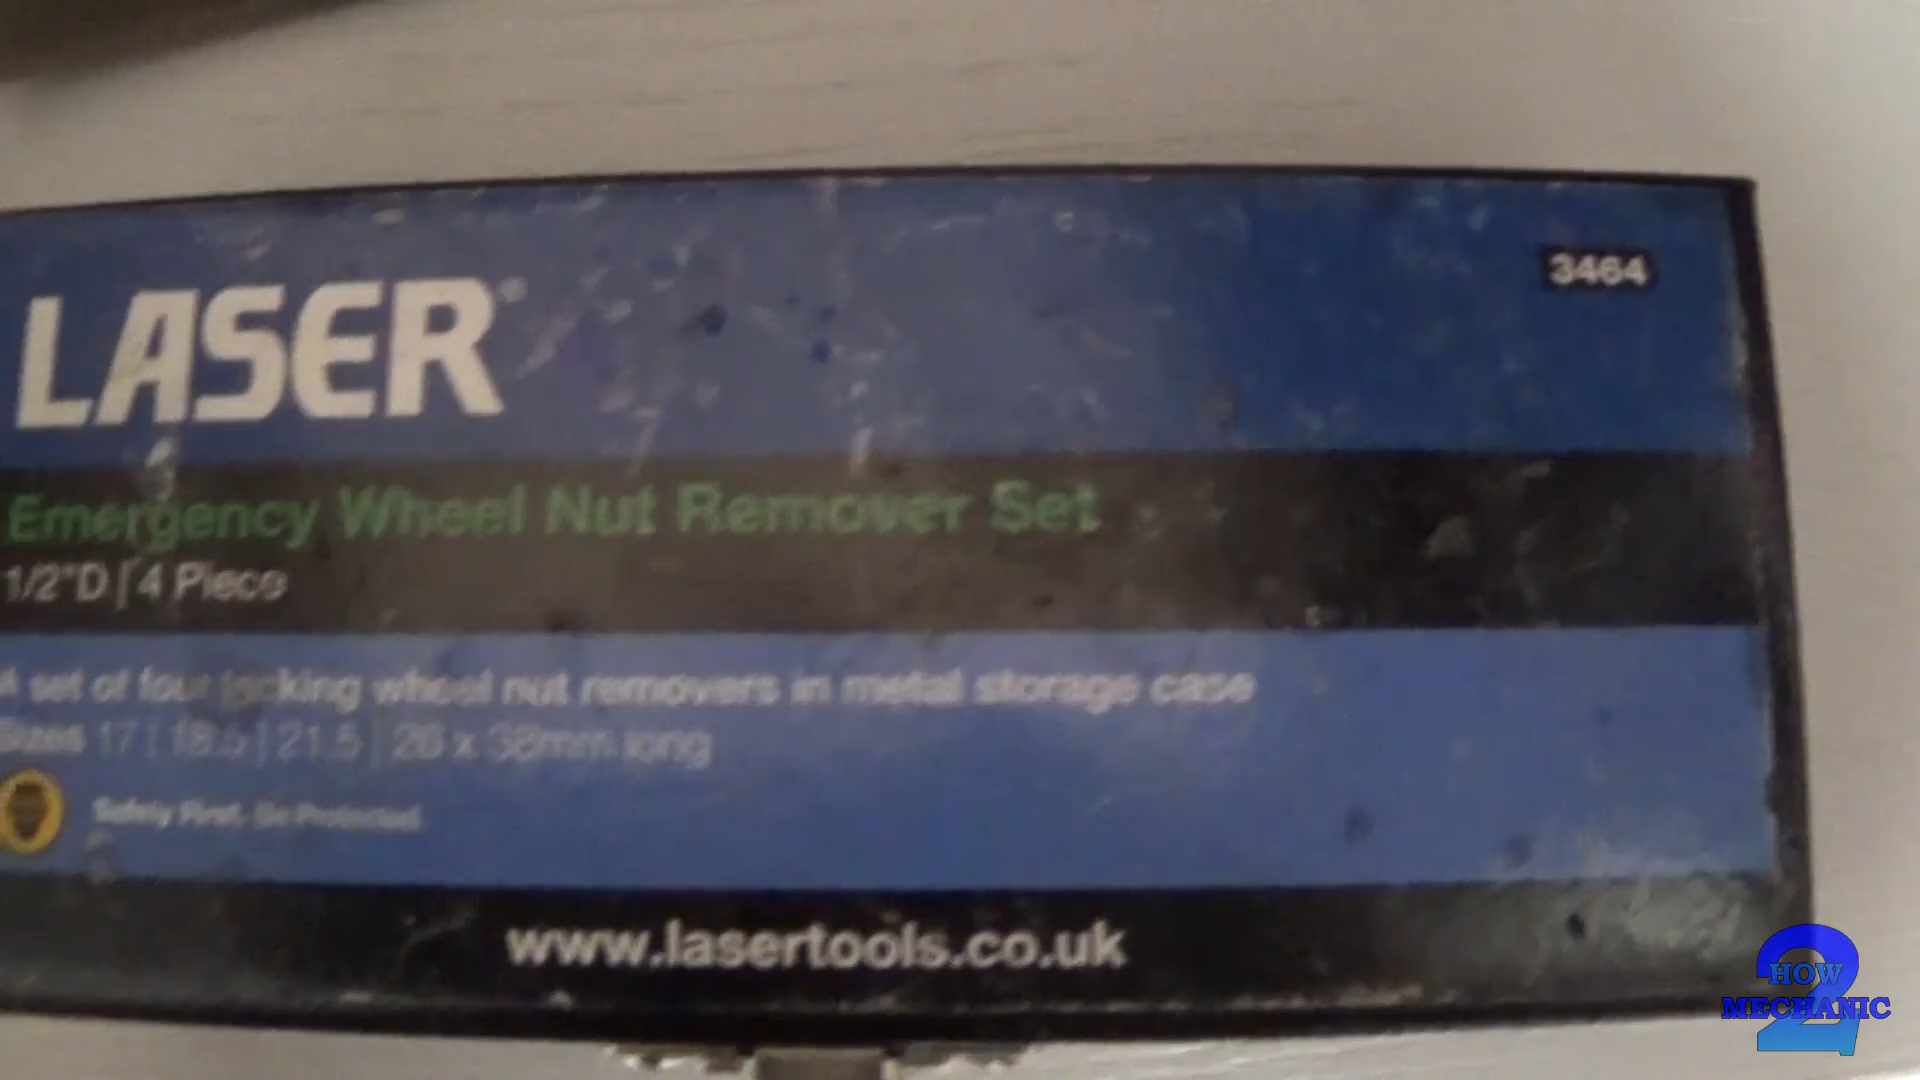 LASER®
3464
Emergency Wheel Nut Remover Set
1/2"D | 4 Piece
A set of four locking wheel nut removers in metal storage case
Sizes 17 | 18.5 | 21.5 | 26 x 38mm long
Safety First. Be Protected.
www.lasertools.co.uk
HOW
2
MECHANIC